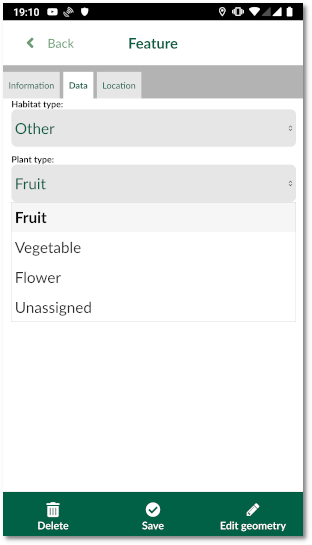 19:10
Back
Feature
Information
Data
Location
Habitat type:
Other
Plant type:
Fruit
Fruit
Vegetable
Flower
Unassigned
Delete
Save
Edit geometry